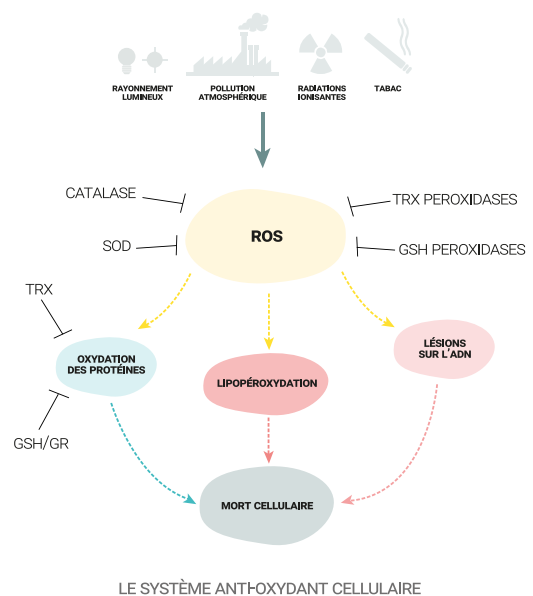 RAYONNEMENT
LUMINEUX
POLLUTION
ATMOSPHÉRIQUE
RADIATIONS
IONISANTES
TABAC
CATALASE
SOD
ROS
TRX PEROXIDASES
GSH PEROXIDASES
TRX
OXYDATION
DES PROTÉINES
GSH/GR
LIPOPÉROXYDATION
LÉSIONS
SUR L'ADN
MORT CELLULAIRE
LE SYSTÈME ANTI-OXYDANT CELLULAIRE